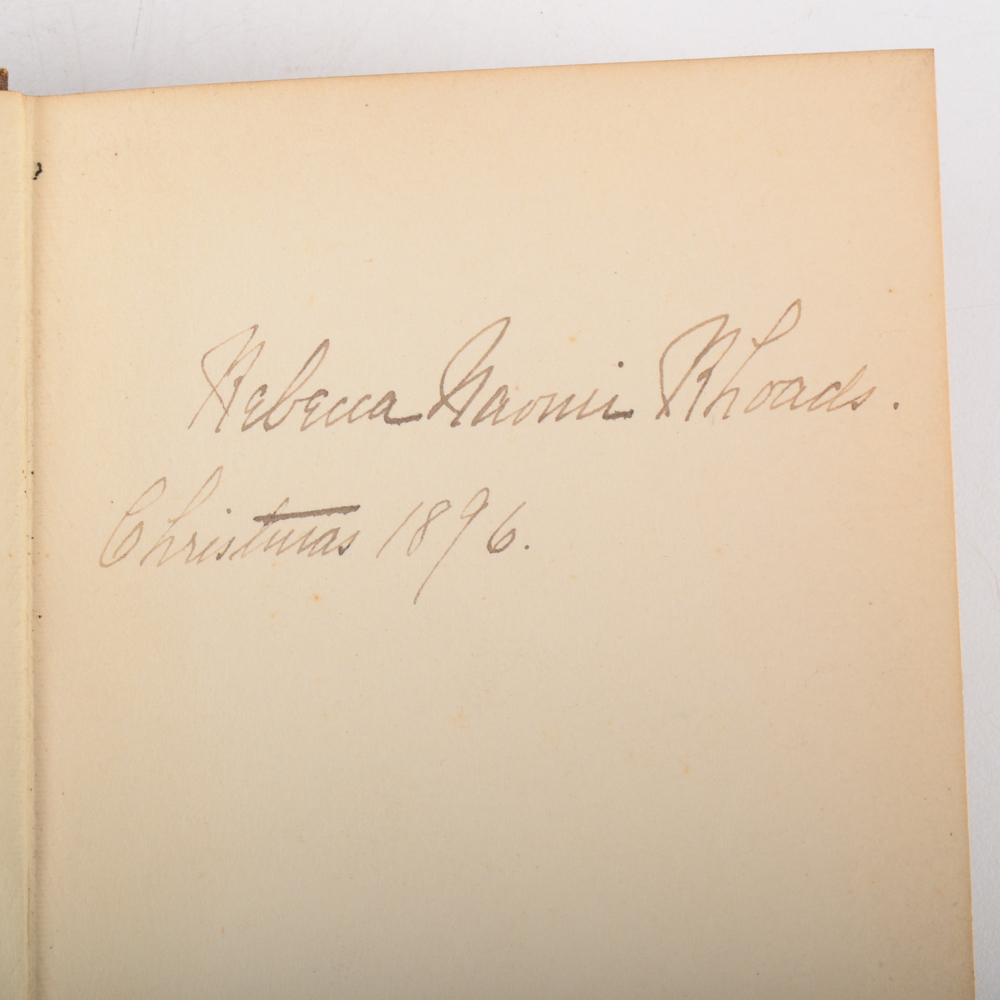 Rebecca Naomi Rhoads.
Christmas 1896.